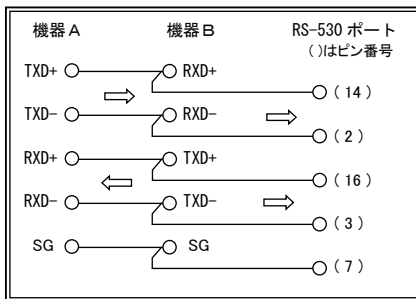 機器A 機器B RS-530 ポート
( )はピン番号
TXD+ RXD+
( 14 )
TXD- RXD-
( 2 )
RXD+ TXD+
( 16 )
RXD- TXD-
( 3 )
SG SG
( 7 )